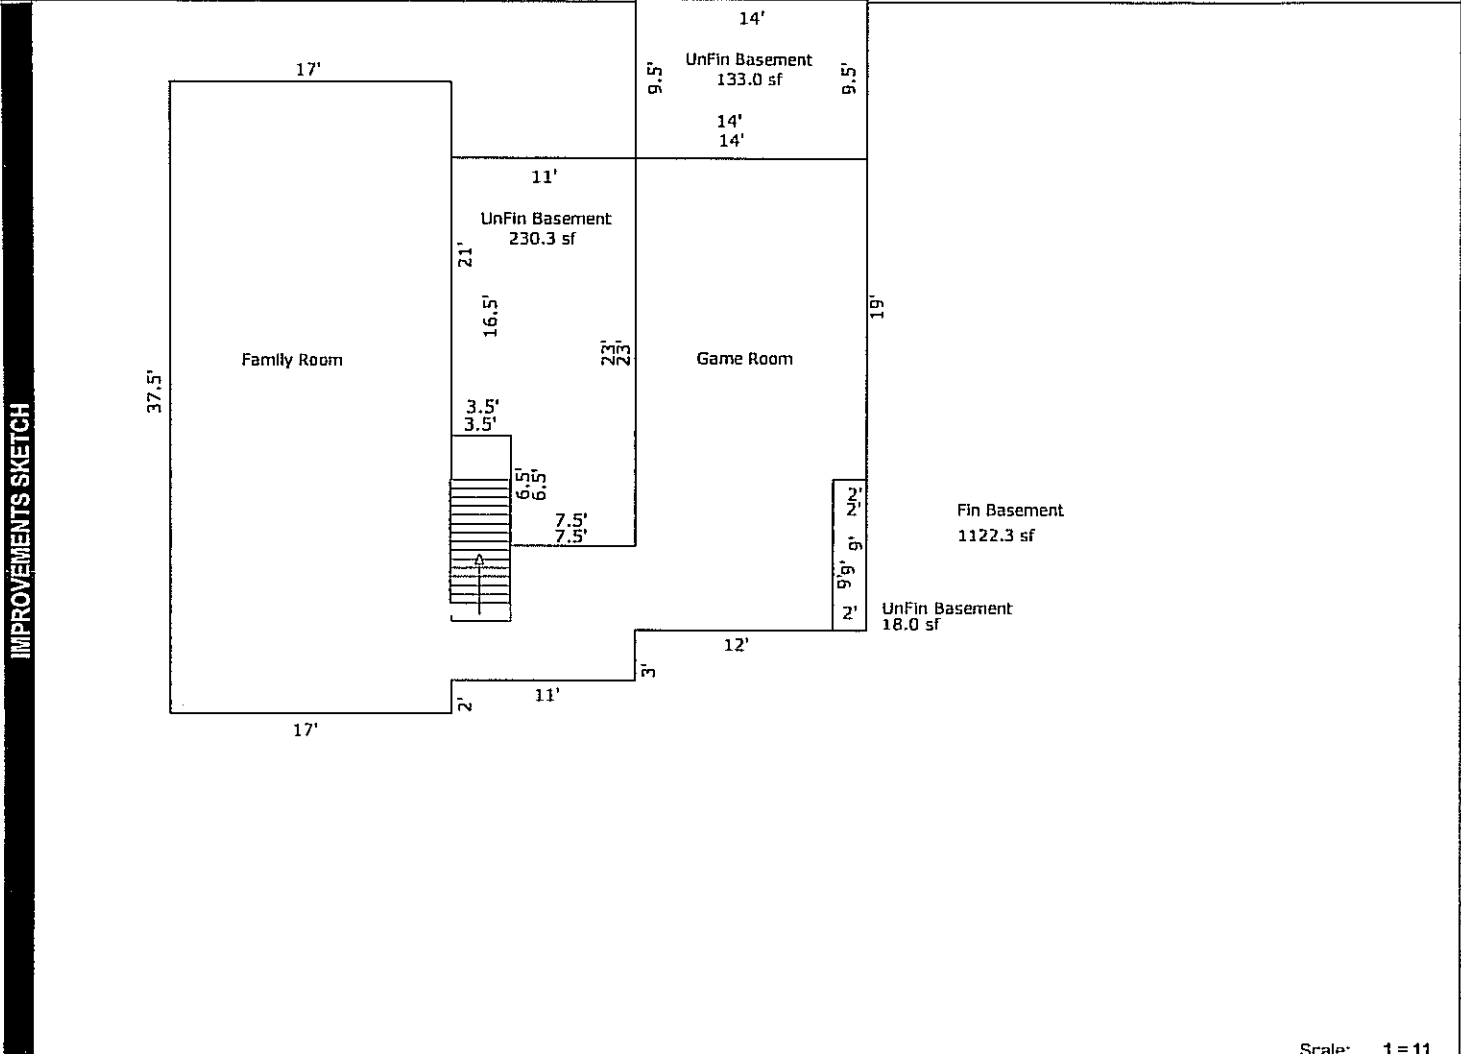 14'
UnFin Basement
133.0 sf
9.5'
9.5'
14'
14'
17'
11'
UnFin Basement
230.3 sf
21'
16.5'
19'
23'
23'
Family Room
Game Room
37.5'
3.5'
3.5'
6.5'
6.5'
7.5'
7.5'
2'
2'
9'
9'
9'
2'
Fin Basement
1122.3 sf
UnFin Basement
18.0 sf
12'
3'
11'
2'
17'
IMPROVEMENTS SKETCH
Scale: 1 = 11